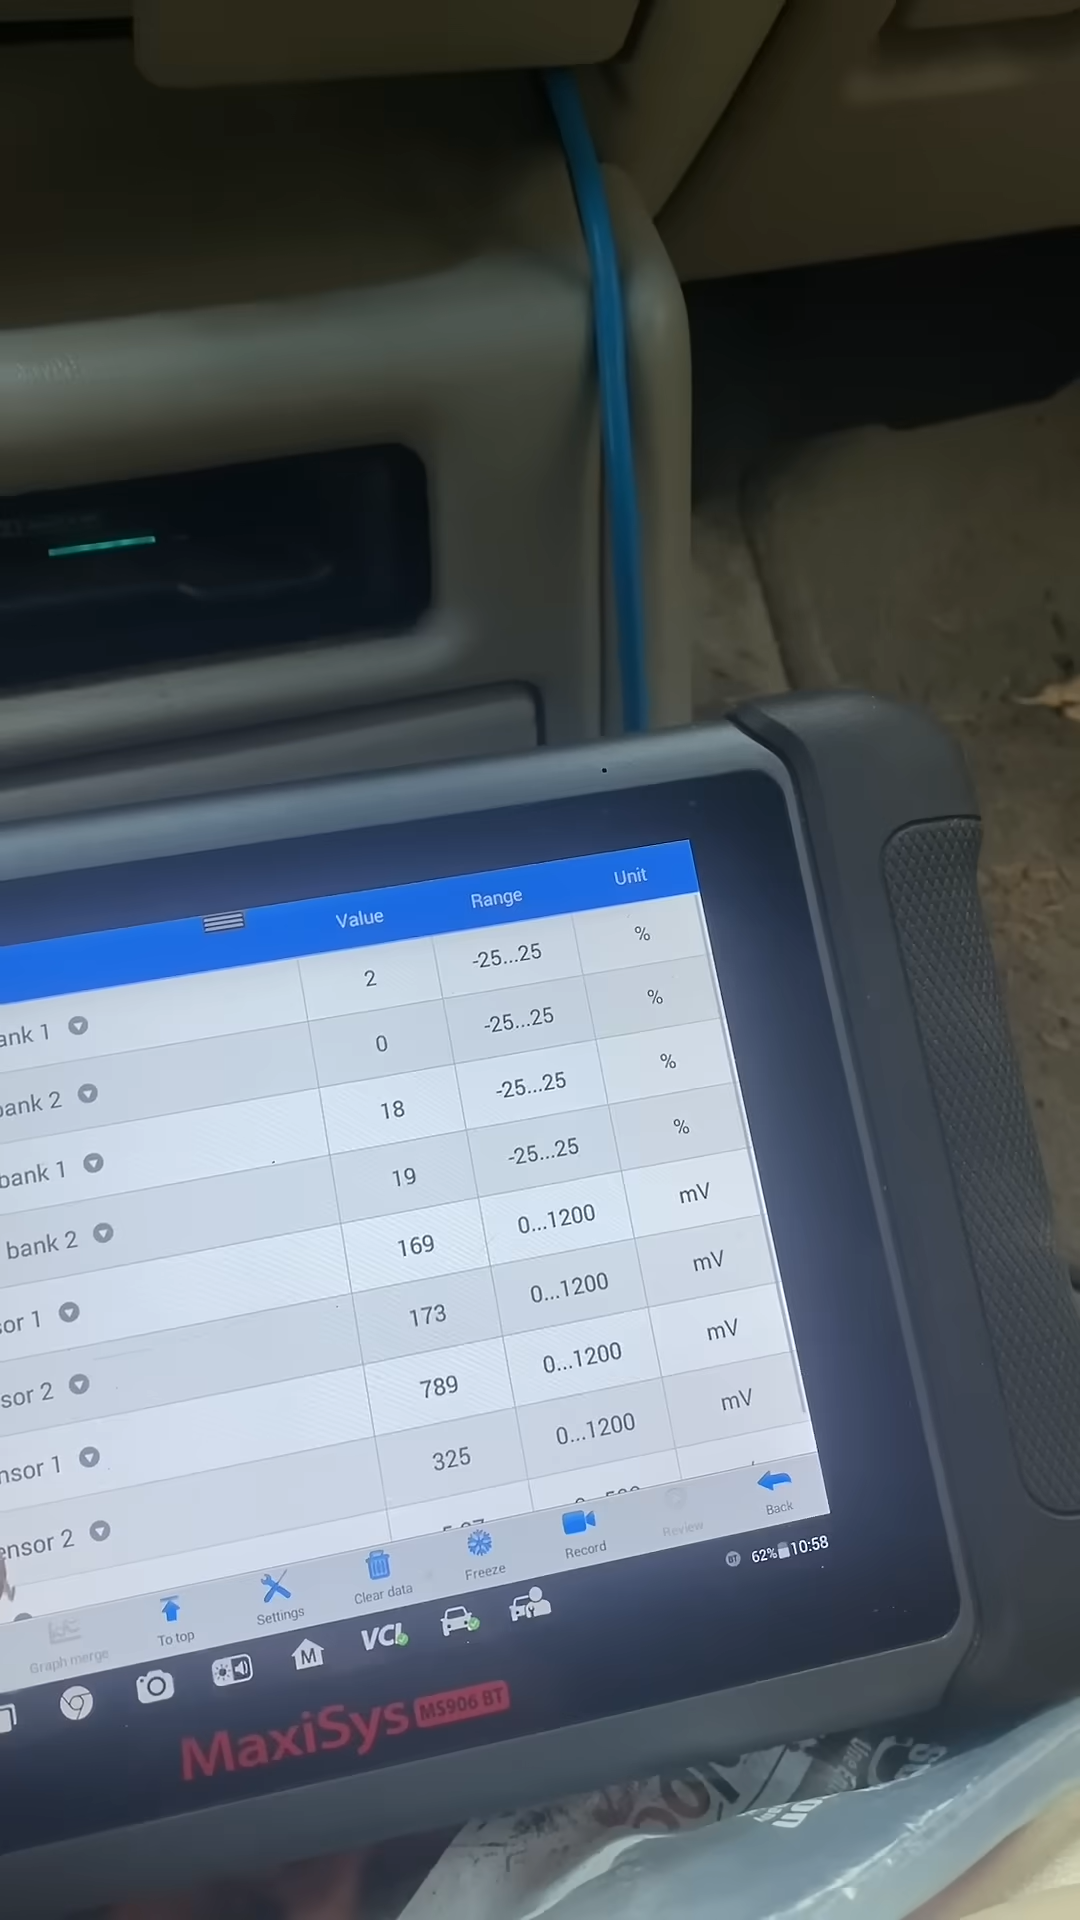 Value Range Unit
ank 1 2 -25...25 %
bank 2 0 -25...25 %
bank 1 18 -25...25 %
bank 2 19 -25...25 %
sor 1 169 0...1200 mV
sor 2 173 0...1200 mV
nsor 1 789 0...1200 mV
ensor 2 325 0...1200 mV
Graph merge To top Settings Clear data Freeze Record Review Back
M VCI BT 62% 10:58
MaxiSys MS906 BT